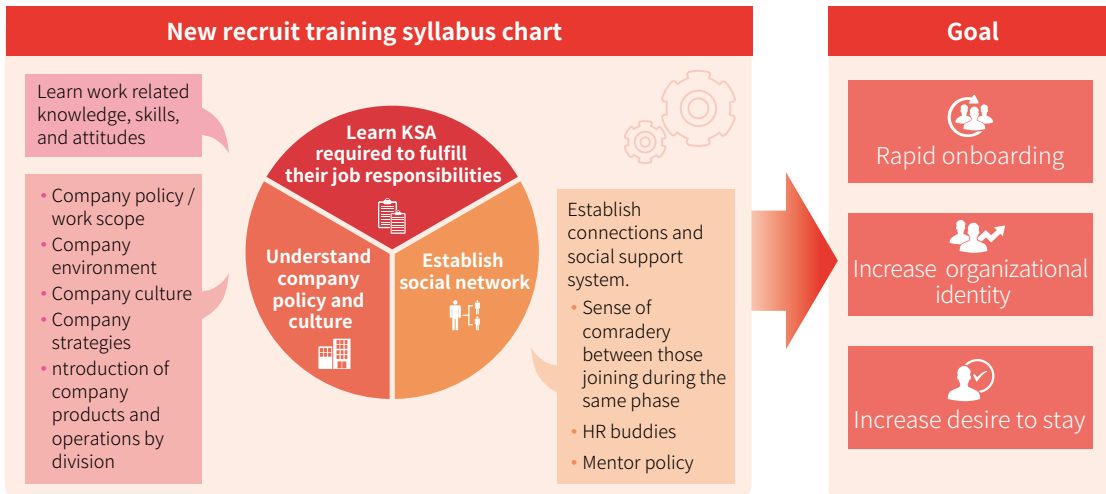 New recruit training syllabus chart
Learn work related
knowledge, skills,
and attitudes
• Company policy /
work scope
• Company
environment
• Company culture
• Company
strategies
• ntroduction of
company
products and
operations by
division
Learn KSA
required to fulfill
their job responsibilities
Understand
company
policy and
culture
Establish
social network
Establish
connections and
social support
system.
• Sense of
comradery
between those
joining during the
same phase
• HR buddies
• Mentor policy
Goal
Rapid onboarding
Increase organizational
identity
Increase desire to stay